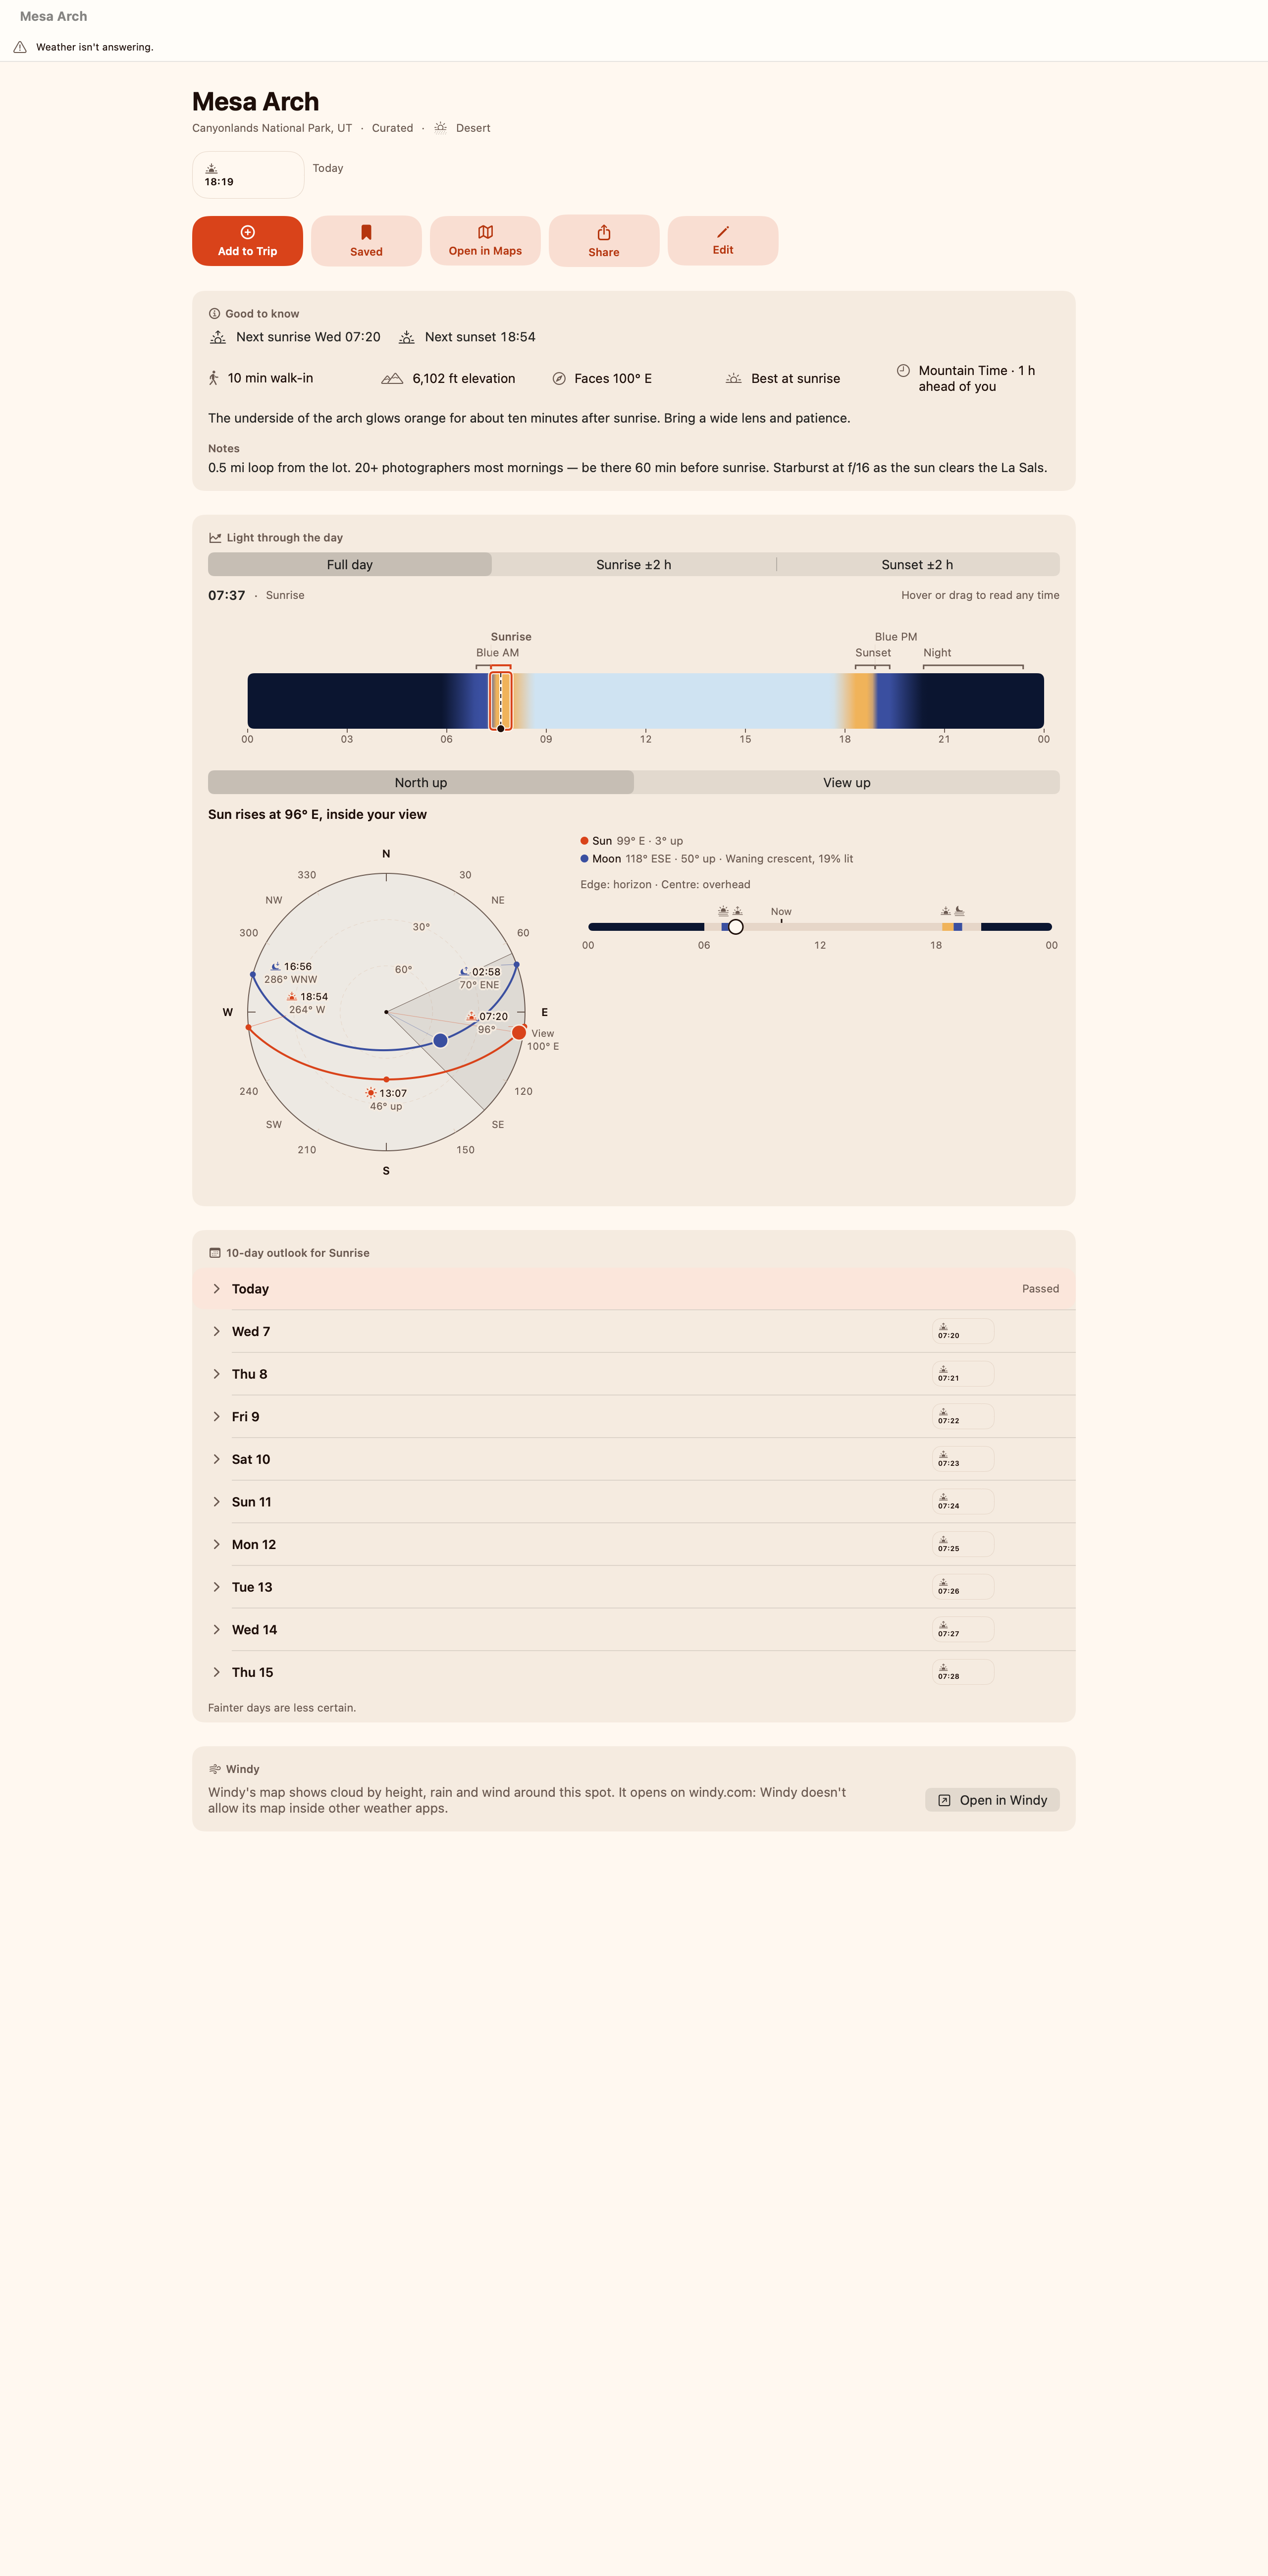 Mesa Arch
Weather isn't answering.
Mesa Arch
Canyonlands National Park, UT · Curated · Desert
18:19
Today
Add to Trip
Saved
Open in Maps
Share
Edit
Good to know
Next sunrise Wed 07:20
Next sunset 18:54
10 min walk-in
6,102 ft elevation
Faces 100° E
Best at sunrise
Mountain Time · 1 h
ahead of you
The underside of the arch glows orange for about ten minutes after sunrise. Bring a wide lens and patience.
Notes
0.5 mi loop from the lot. 20+ photographers most mornings — be there 60 min before sunrise. Starburst at f/16 as the sun clears the La Sals.
Light through the day
Full day
Sunrise ±2 h
Sunset ±2 h
07:37 · Sunrise
Hover or drag to read any time
Sunrise
Blue PM
Blue AM
Sunset
Night
00 03 06 09 12 15 18 21 00
North up
View up
Sun rises at 96° E, inside your view
Sun 99° E · 3° up
Moon 118° ESE · 50° up · Waning crescent, 19% lit
Edge: horizon · Centre: overhead
Now
00 06 12 18 00
N
330
30
NW
NE
30°
300
60
16:56
286° WNW
60°
02:58
70° ENE
18:54
264° W
W
07:20
96°
E
View
100° E
13:07
46° up
240
120
SW
SE
210
150
S
10-day outlook for Sunrise
Today
Passed
Wed 7
07:20
Thu 8
07:21
Fri 9
07:22
Sat 10
07:23
Sun 11
07:24
Mon 12
07:25
Tue 13
07:26
Wed 14
07:27
Thu 15
07:28
Fainter days are less certain.
Windy
Windy's map shows cloud by height, rain and wind around this spot. It opens on windy.com: Windy doesn't
allow its map inside other weather apps.
Open in Windy